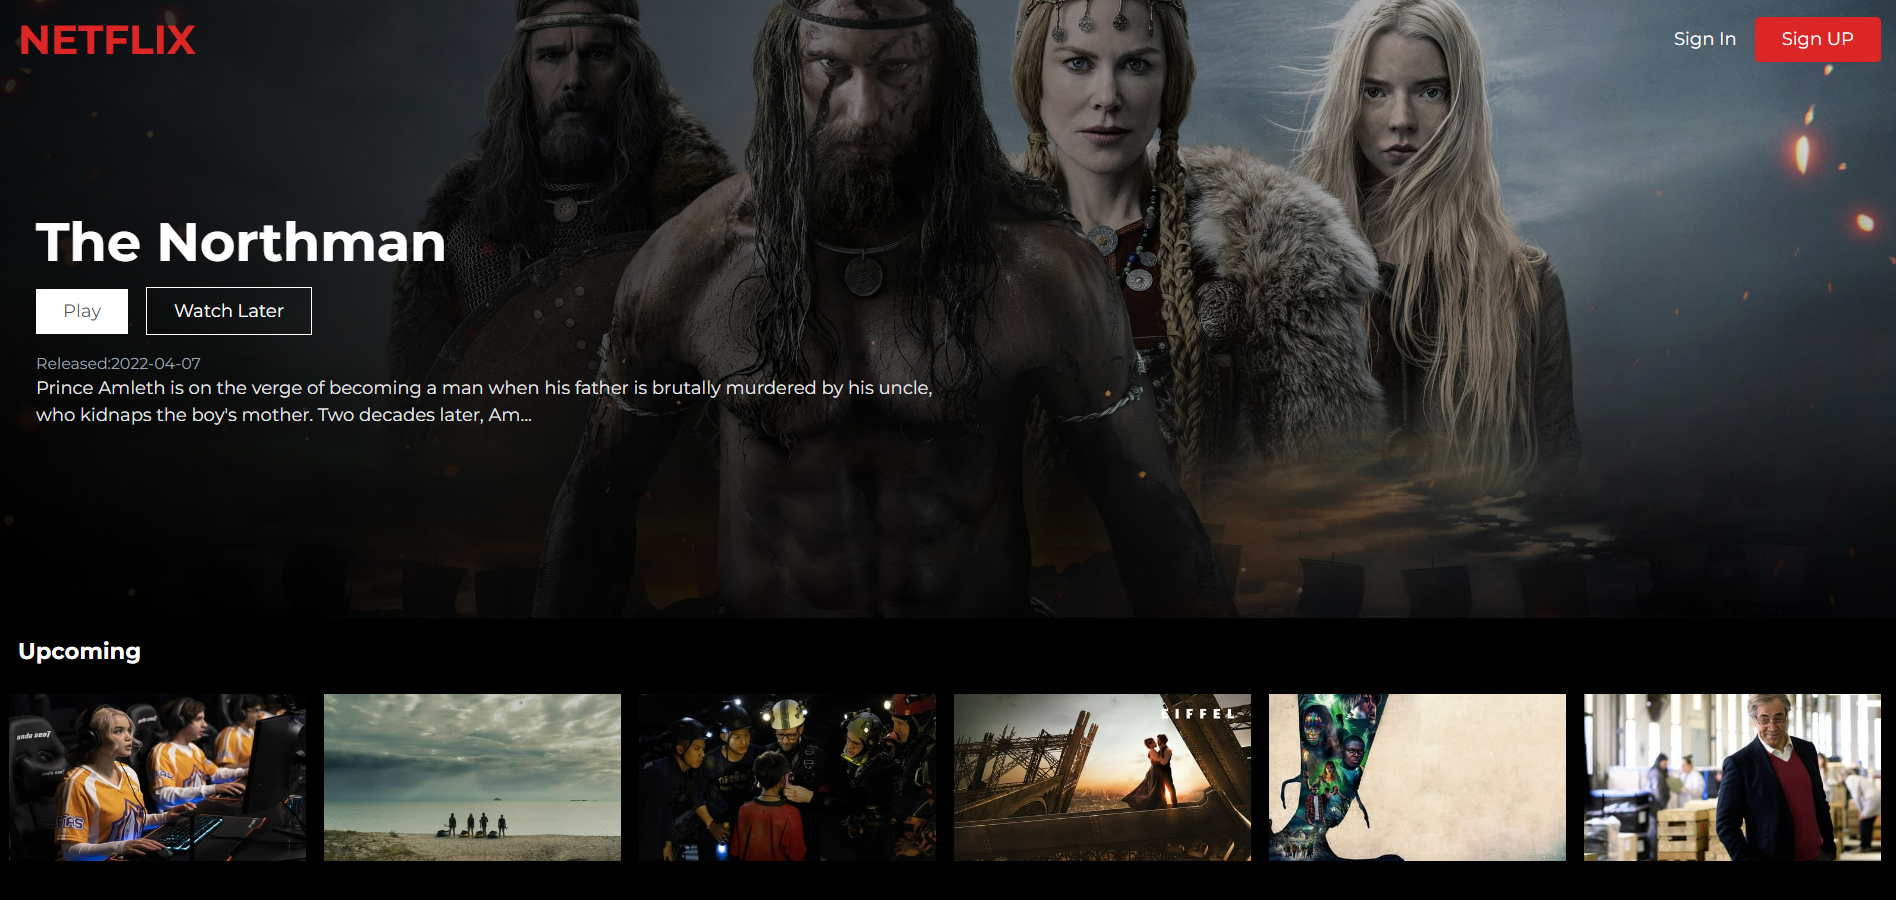 NETFLIX
Sign In
Sign UP
The Northman
Play
Watch Later
Released:2022-04-07
Prince Amleth is on the verge of becoming a man when his father is brutally murdered by his uncle,
who kidnaps the boy's mother. Two decades later, Am...
Upcoming
EIFFEL